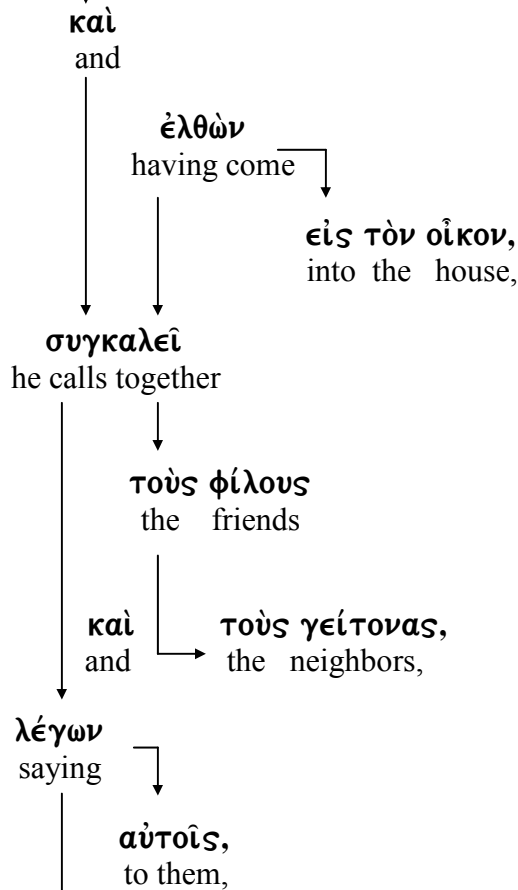 καὶ
and
ἐλθὼν
having come
εἰς τὸν οἶκον,
into the house,
συγκαλεῖ
he calls together
τοὺς φίλους
the friends
καὶ τοὺς γείτονας,
and the neighbors,
λέγων
saying
αὐτοῖς,
to them,